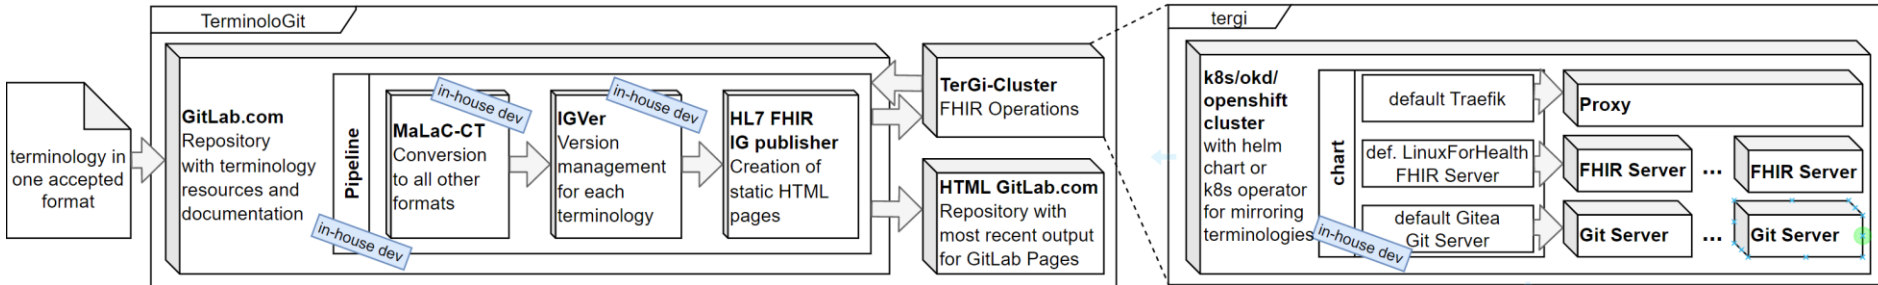 TerminoloGit
terminology in
one accepted
format
GitLab.com
Repository
with terminology
resources and
documentation
Pipeline
in-house dev
in-house dev
MaLaC-CT
Conversion
to all other
formats
in-house dev
IGVer
Version
management
for each
terminology
HL7 FHIR
IG publisher
Creation of
static HTML
pages
TerGi-Cluster
FHIR Operations
HTML GitLab.com
Repository with
most recent output
for GitLab Pages
tergi
k8s/okd/
openshift
cluster
with helm
chart or
k8s operator
for mirroring
terminologies
chart
in-house dev
default Traefik
def. LinuxForHealth
FHIR Server
default Gitea
Git Server
Proxy
FHIR Server
...
FHIR Server
Git Server
...
Git Server